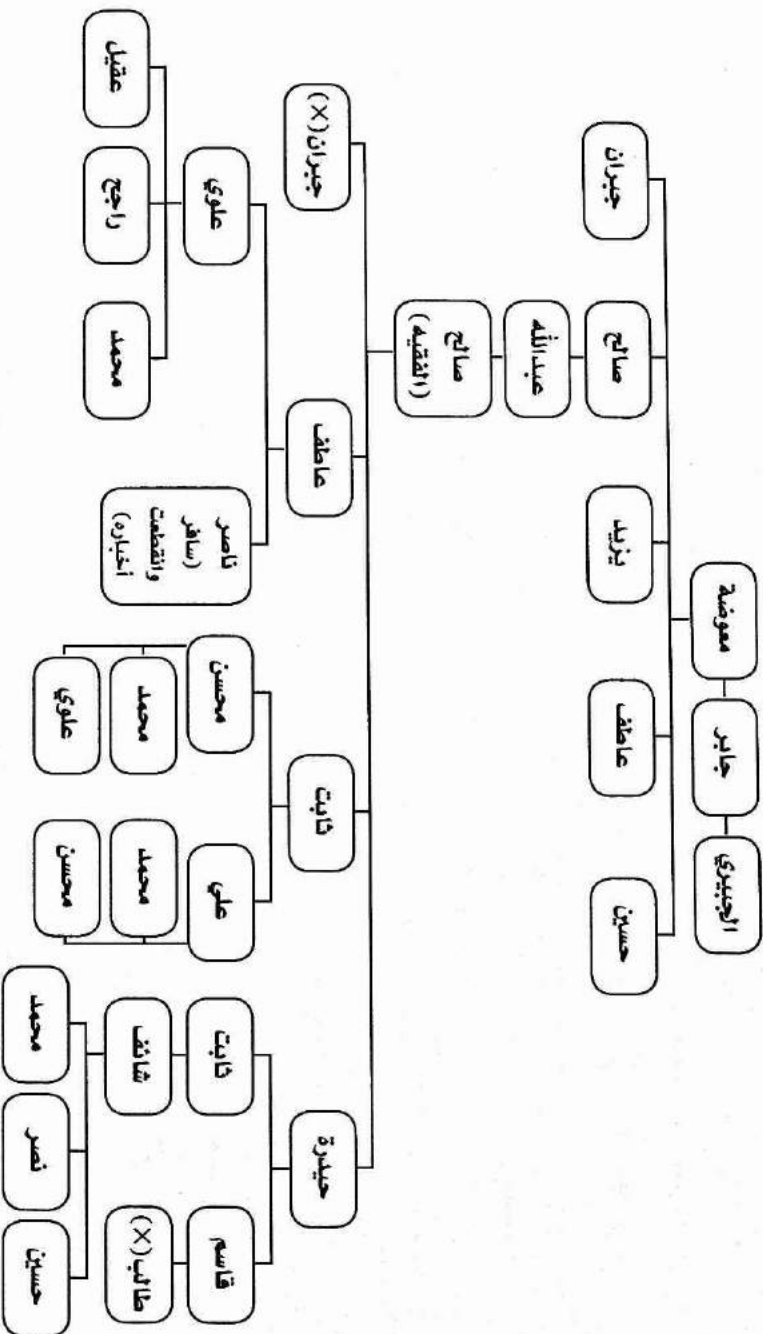 الجبيري
جابر
معوضة
حسين
عاطف
يزيد
صالح
جبران
عبدالله
صالح
(الفقيه)
حيدرة
ثابت
عاطف
جبران(X)
قاسم
ثابت
علي
محسن
ناصر
(سافر
وانقطعت
أخباره)
علوي
طالب(X)
شائف
محمد
محمد
محمد
راجح
عقيل
محسن
علوي
حسين
نصر
محمد